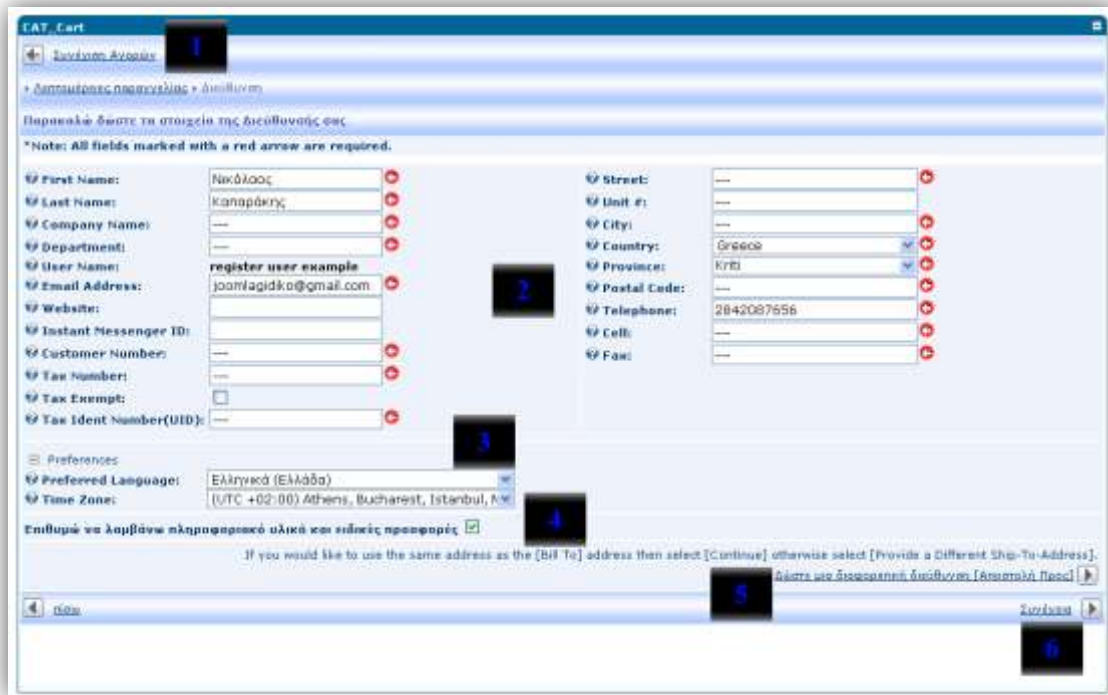 CAT_Cart
1
Συνέχιση Αγορών
› Λεπτομέρειες παραγγελίας › Διεύθυνση
Παρακαλώ δώστε τα στοιχεία της Διεύθυνσής σας
*Note: All fields marked with a red arrow are required.
First Name: Νικόλαος
Last Name: Καπαράκης
Company Name: ---
Department: ---
User Name: register user example
Email Address: joomlagidiko@gmail.com
Website:
Instant Messenger ID:
Customer Number: ---
Tax Number: ---
Tax Exempt:
Tax Ident Number(UID): ---
2
Street: ---
Unit #: ---
City: ---
Country: Greece
Province: Kriti
Postal Code: ---
Telephone: 2842087656
Cell: ---
Fax: ---
3
Preferences
Preferred Language: Ελληνικά (Ελλάδα)
Time Zone: (UTC +02:00) Athens, Bucharest, Istanbul, M
4
Επιθυμώ να λαμβάνω πληροφοριακό υλικό και ειδικές προσφορές
If you would like to use the same address as the [Bill To] address then select [Continue] otherwise select [Provide a Different Ship-To-Address].
5
Δώστε μια διαφορετική διεύθυνση [Αποστολή Προς]
πίσω
Συνέχεια
6